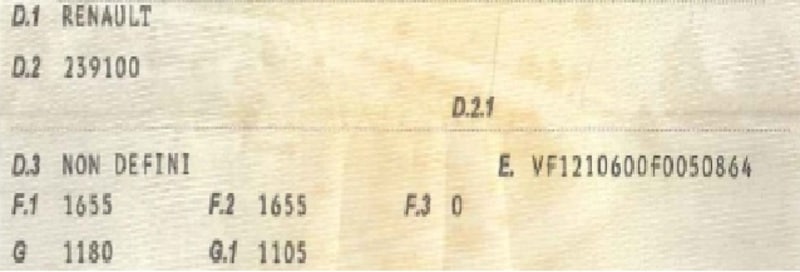 D.1 RENAULT
D.2 239100
D.2.1
D.3 NON DEFINI E. VF1210600F0050864
F.1 1655 F.2 1655 F.3 0
G 1180 G.1 1105